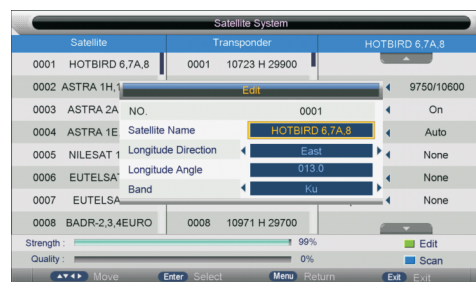 Satellite System
Satellite Transponder HOTBIRD 6,7A,8
0001 HOTBIRD 6,7A,8 0001 10723 H 29900
0002 ASTRA 1H,1 9750/10600
Edit
0003 ASTRA 2A On
NO. 0001
0004 ASTRA 1E Auto
Satellite Name HOTBIRD 6,7A,8
0005 NILESAT 1 None
Longitude Direction East
0006 EUTELSAT None
Longitude Angle 013.0
0007 EUTELSA None
Band Ku
0008 BADR-2,3,4EURO 0008 10971 H 29700
Strength : 99% Edit
Quality : 0% Scan
Move Enter Select Menu Return Exit Exit